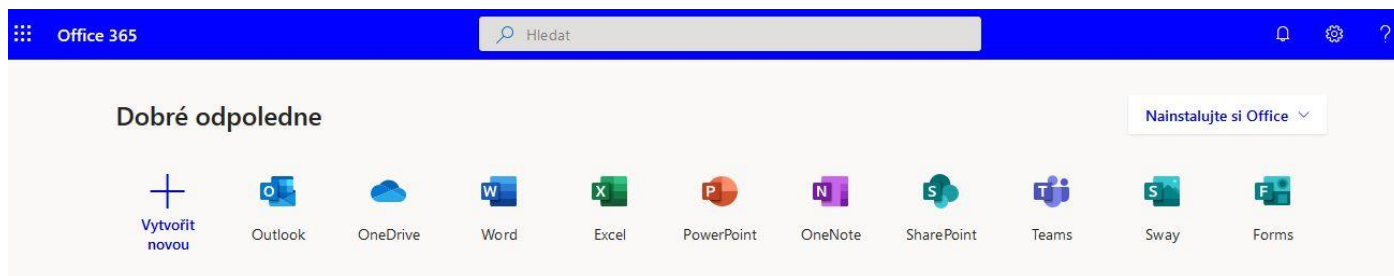 Office 365
Hledat
?
Dobré odpoledne
Nainstalujte si Office
Vytvořit
novou
Outlook
OneDrive
Word
Excel
PowerPoint
OneNote
SharePoint
Teams
Sway
Forms